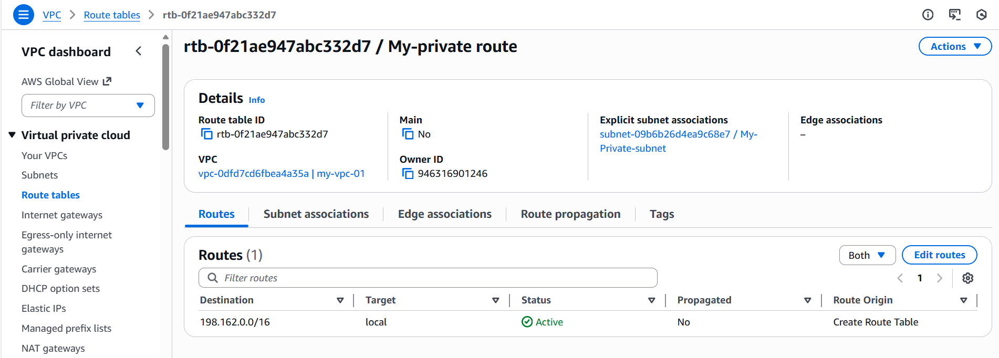 VPC > Route tables > rtb-0f21ae947abc332d7
VPC dashboard
AWS Global View
Filter by VPC
Virtual private cloud
Your VPCs
Subnets
Route tables
Internet gateways
Egress-only internet
gateways
Carrier gateways
DHCP option sets
Elastic IPs
Managed prefix lists
NAT gateways
rtb-0f21ae947abc332d7 / My-private route
Actions
Details Info
Route table ID
rtb-0f21ae947abc332d7
VPC
vpc-0dfd7cd6fbea4a35a | my-vpc-01
Main
No
Owner ID
946316901246
Explicit subnet associations
subnet-09b6b26d4ea9c68e7 / My-
Private-subnet
Edge associations
–
Routes Subnet associations Edge associations Route propagation Tags
Routes (1)
Both Edit routes
Filter routes
1
Destination Target Status Propagated Route Origin
198.162.0.0/16 local Active No Create Route Table